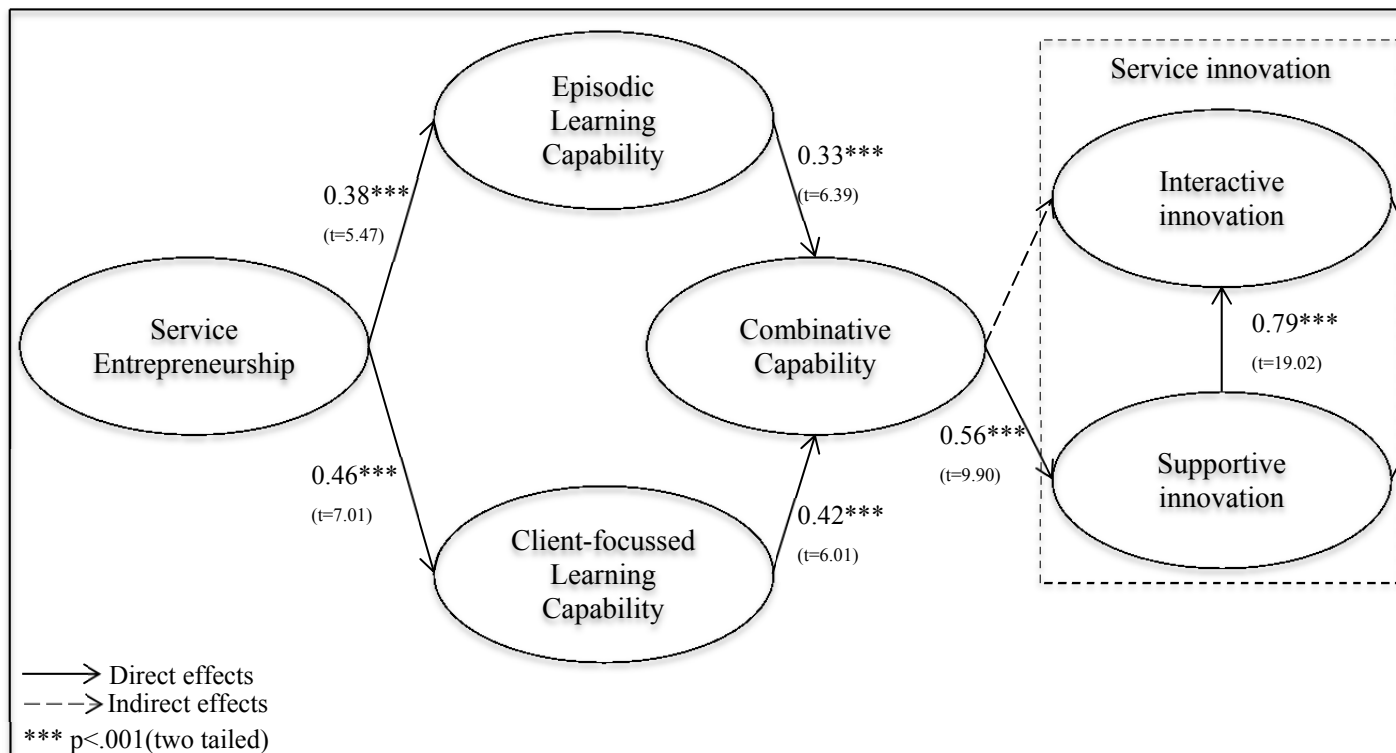 Service innovation
Episodic
Learning
Capability
0.33***
(t=6.39)
Interactive
innovation
0.38***
(t=5.47)
Service
Entrepreneurship
Combinative
Capability
0.79***
(t=19.02)
0.56***
(t=9.90)
Supportive
innovation
0.46***
(t=7.01)
Client-focussed
Learning
Capability
0.42***
(t=6.01)
Direct effects
Indirect effects
*** p<.001(two tailed)